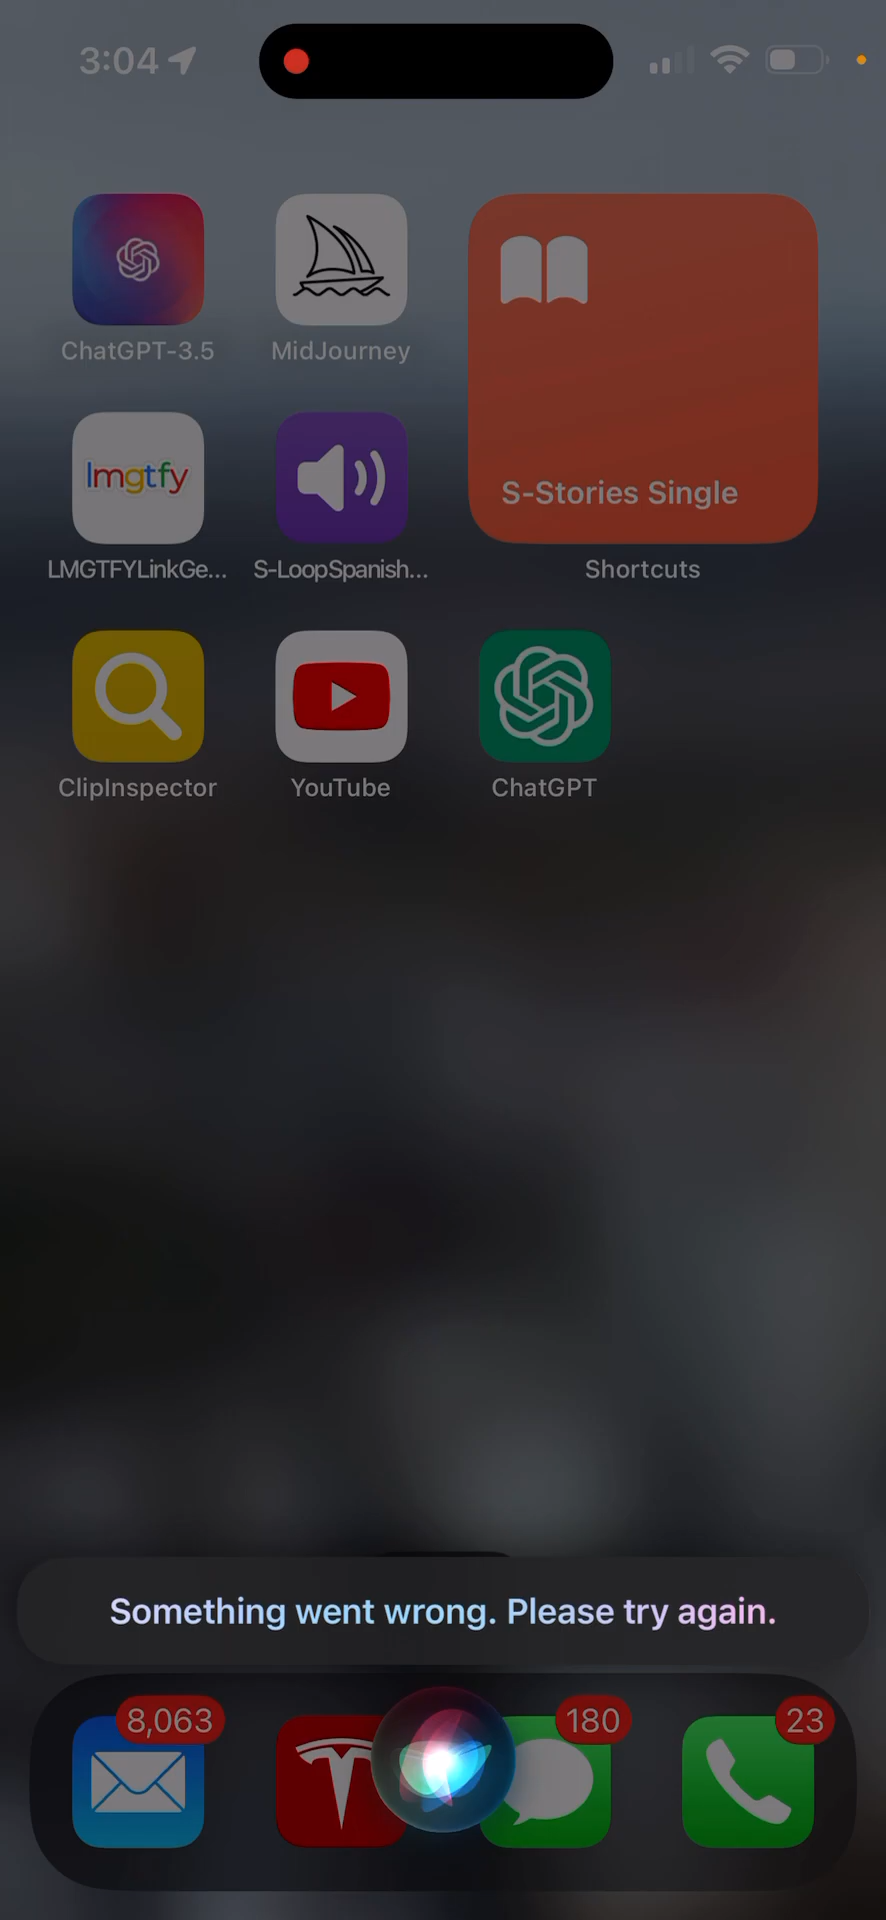 3:04
ChatGPT-3.5
MidJourney
S-Stories Single
lmgtfy
LMGTFYLinkGe...
S-LoopSpanish...
Shortcuts
ClipInspector
YouTube
ChatGPT
Something went wrong. Please try again.
8,063
180
23